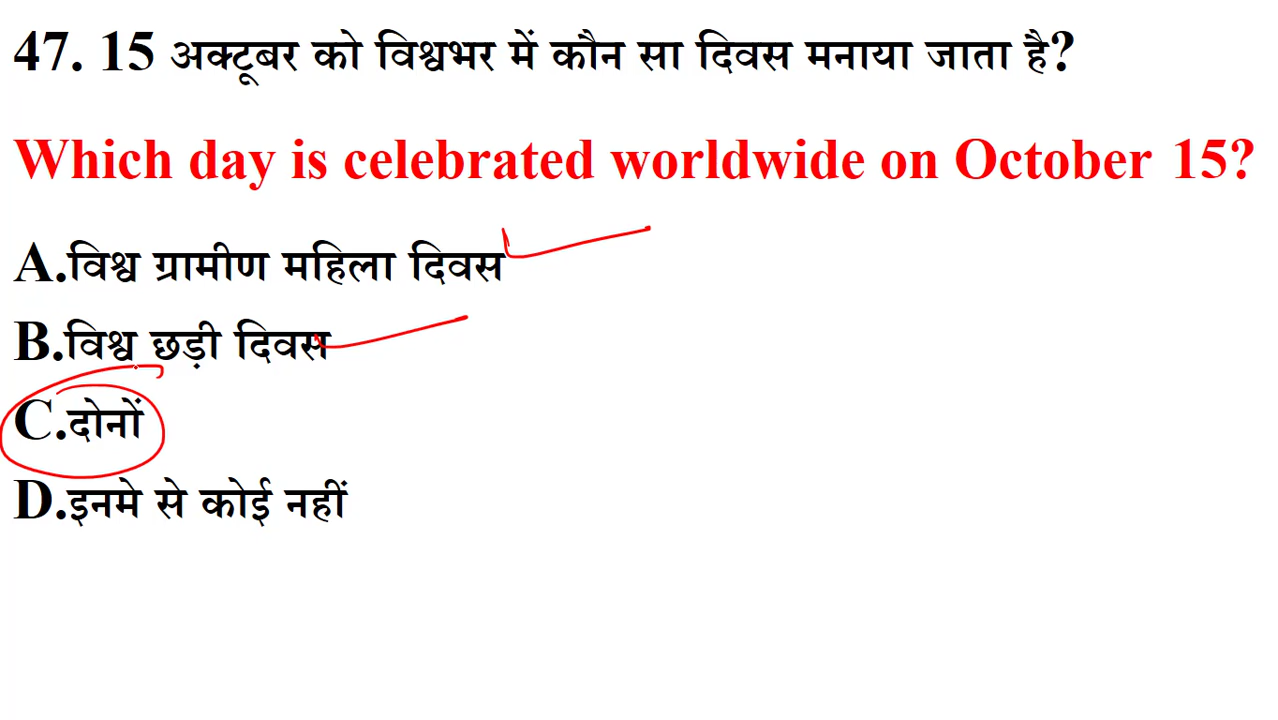 47. 15 अक्टूबर को विश्वभर में कौन सा दिवस मनाया जाता है?
Which day is celebrated worldwide on October 15?
A.विश्व ग्रामीण महिला दिवस
B.विश्व छड़ी दिवस
C.दोनों
D.इनमे से कोई नहीं